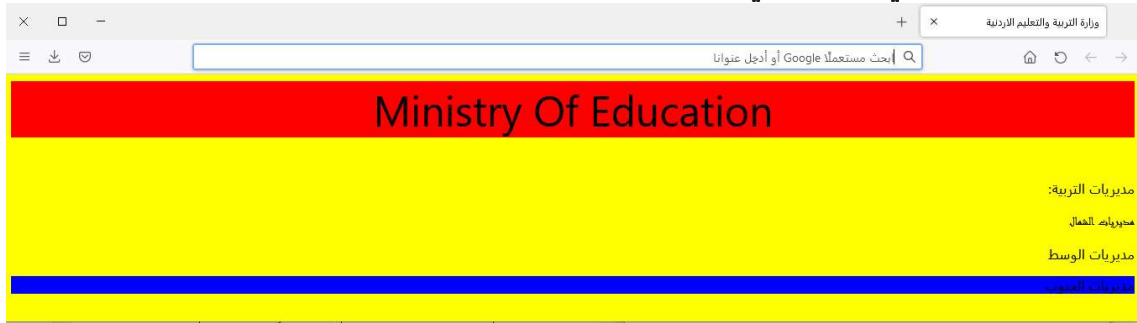 وزارة التربية والتعليم الاردنية
ابحث مستعملًا Google أو أدخِل عنوانا
Ministry Of Education
مديريات التربية:
مديريات الشمال
مديريات الوسط
مديريات الجنوب